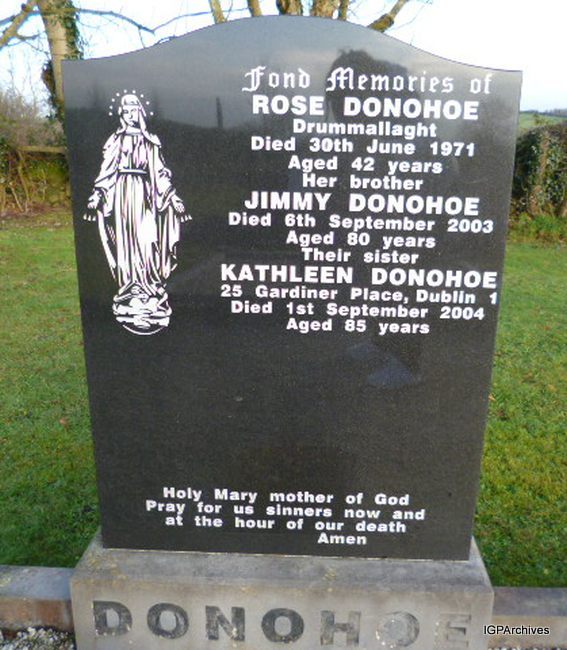 Fond Memories of
ROSE DONOHOE
Drummallaght
Died 30th June 1971
Aged 42 years
Her brother
JIMMY DONOHOE
Died 6th September 2003
Aged 80 years
Their sister
KATHLEEN DONOHOE
25 Gardiner Place, Dublin 1
Died 1st September 2004
Aged 85 years
Holy Mary mother of God
Pray for us sinners now and
at the hour of our death
Amen
DONOHOE
IGPArchives